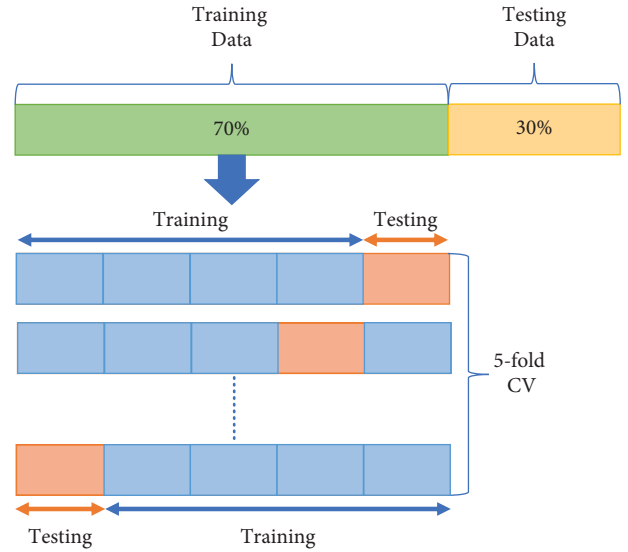 Training
Data
Testing
Data
70%
30%
Training
Testing
5-fold
CV
Testing
Training